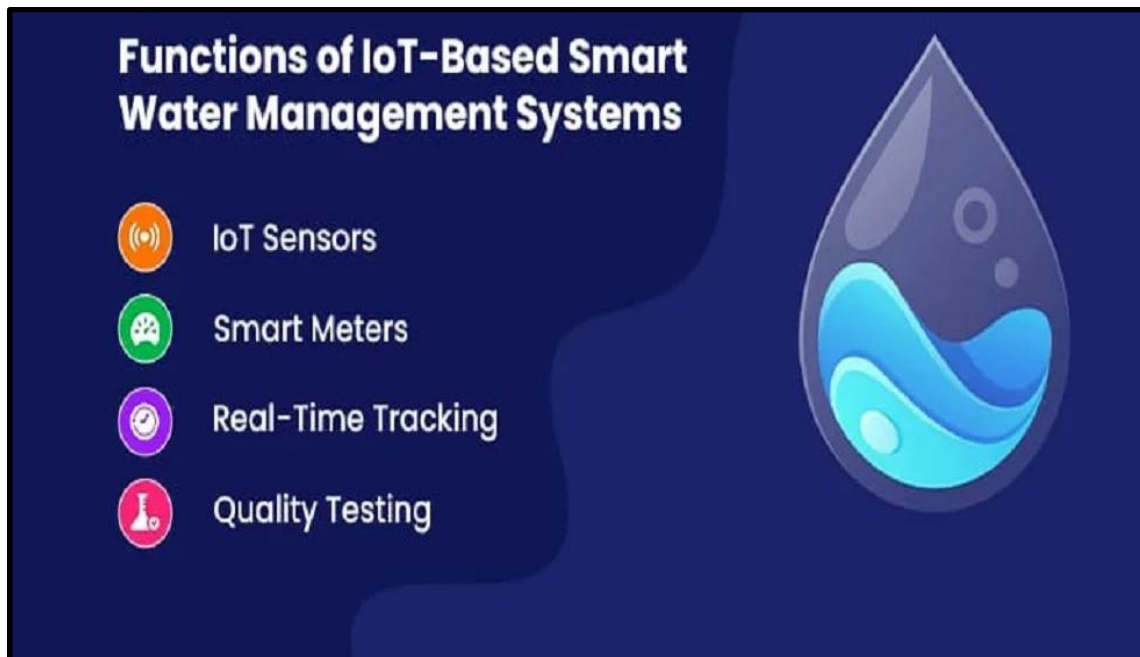 Functions of IoT-Based Smart
Water Management Systems
IoT Sensors
Smart Meters
Real-Time Tracking
Quality Testing